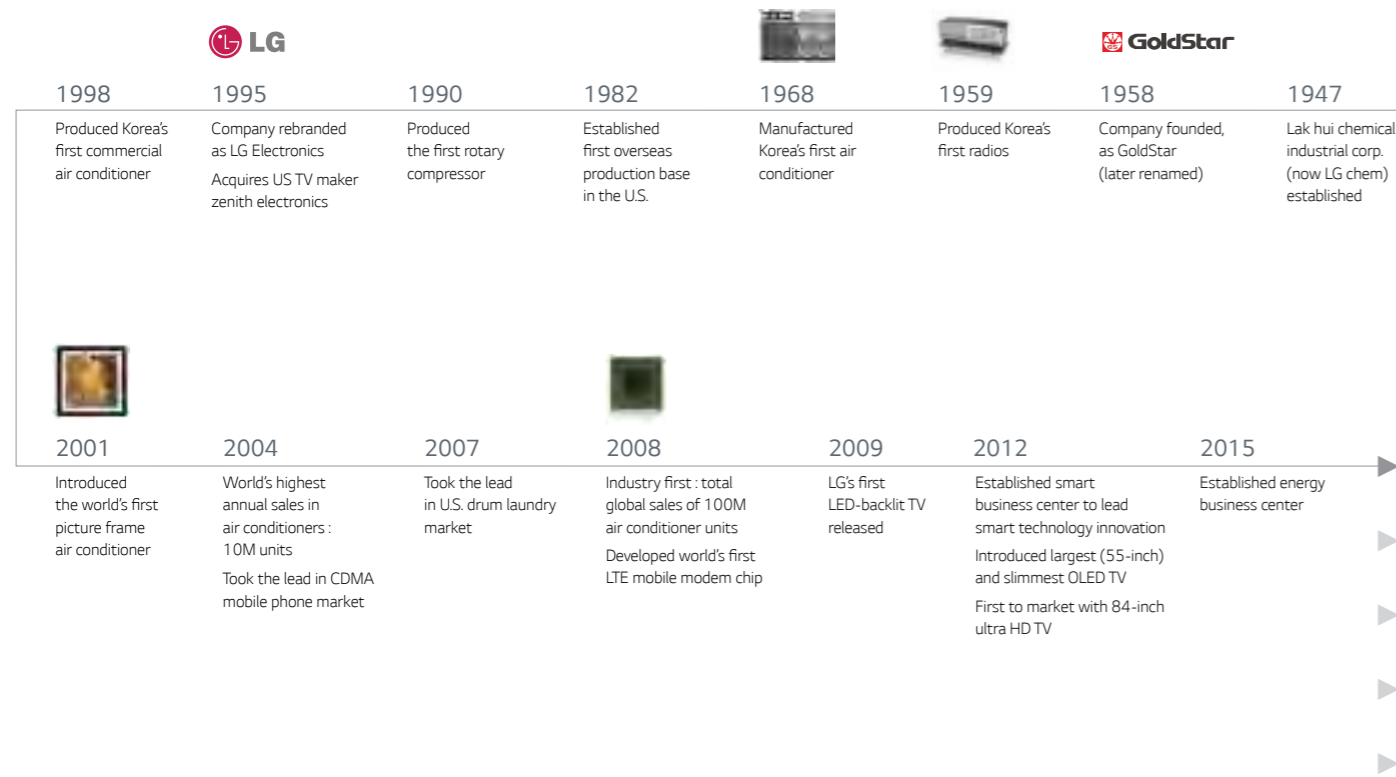 LG
GoldStar
1998
Produced Korea's
first commercial
air conditioner
1995
Company rebranded
as LG Electronics
Acquires US TV maker
zenith electronics
1990
Produced
the first rotary
compressor
1982
Established
first overseas
production base
in the U.S.
1968
Manufactured
Korea's first air
conditioner
1959
Produced Korea's
first radios
1958
Company founded,
as GoldStar
(later renamed)
1947
Lak hui chemical
industrial corp.
(now LG chem)
established
2001
Introduced
the world's first
picture frame
air conditioner
2004
World's highest
annual sales in
air conditioners :
10M units
Took the lead in CDMA
mobile phone market
2007
Took the lead
in U.S. drum laundry
market
2008
Industry first : total
global sales of 100M
air conditioner units
Developed world's first
LTE mobile modem chip
2009
LG's first
LED-backlit TV
released
2012
Established smart
business center to lead
smart technology innovation
Introduced largest (55-inch)
and slimmest OLED TV
First to market with 84-inch
ultra HD TV
2015
Established energy
business center